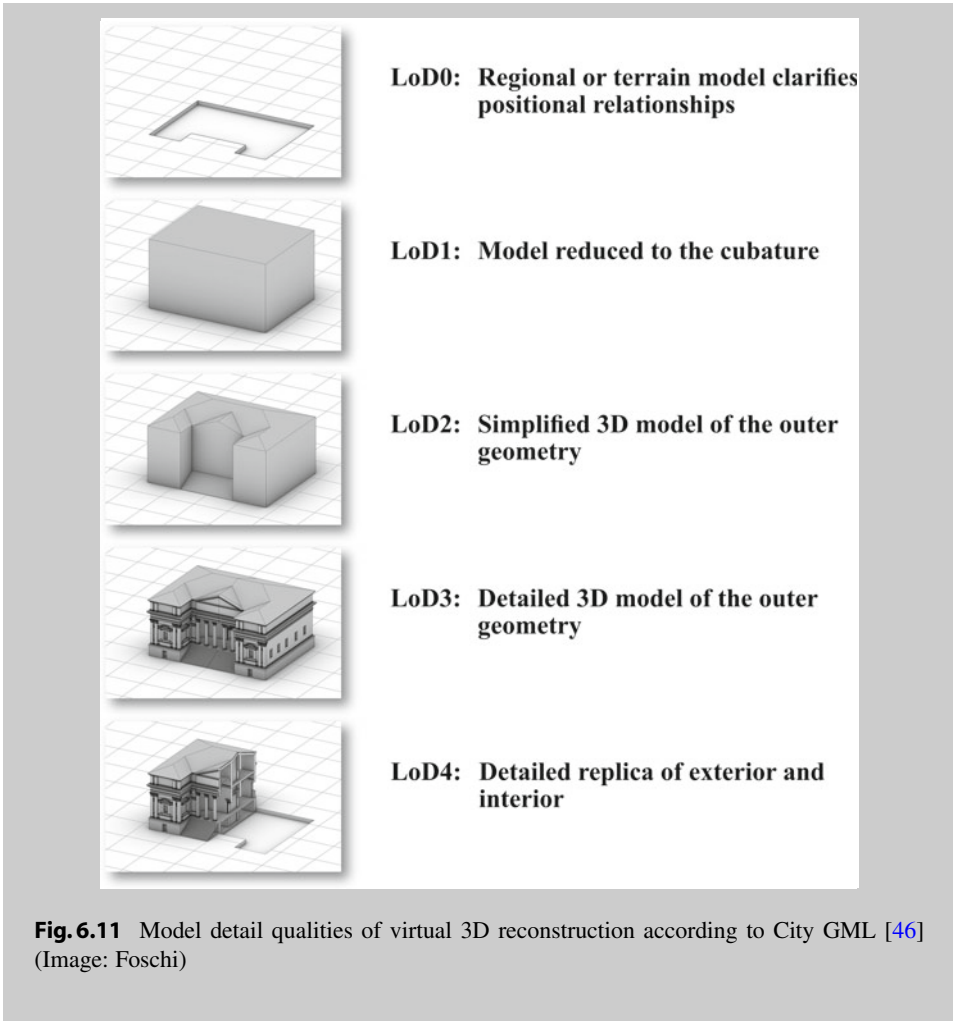 LoD0: Regional or terrain model clarifies
positional relationships
LoD1: Model reduced to the cubature
LoD2: Simplified 3D model of the outer
geometry
LoD3: Detailed 3D model of the outer
geometry
LoD4: Detailed replica of exterior and
interior
Fig. 6.11 Model detail qualities of virtual 3D reconstruction according to City GML [46]
(Image: Foschi)